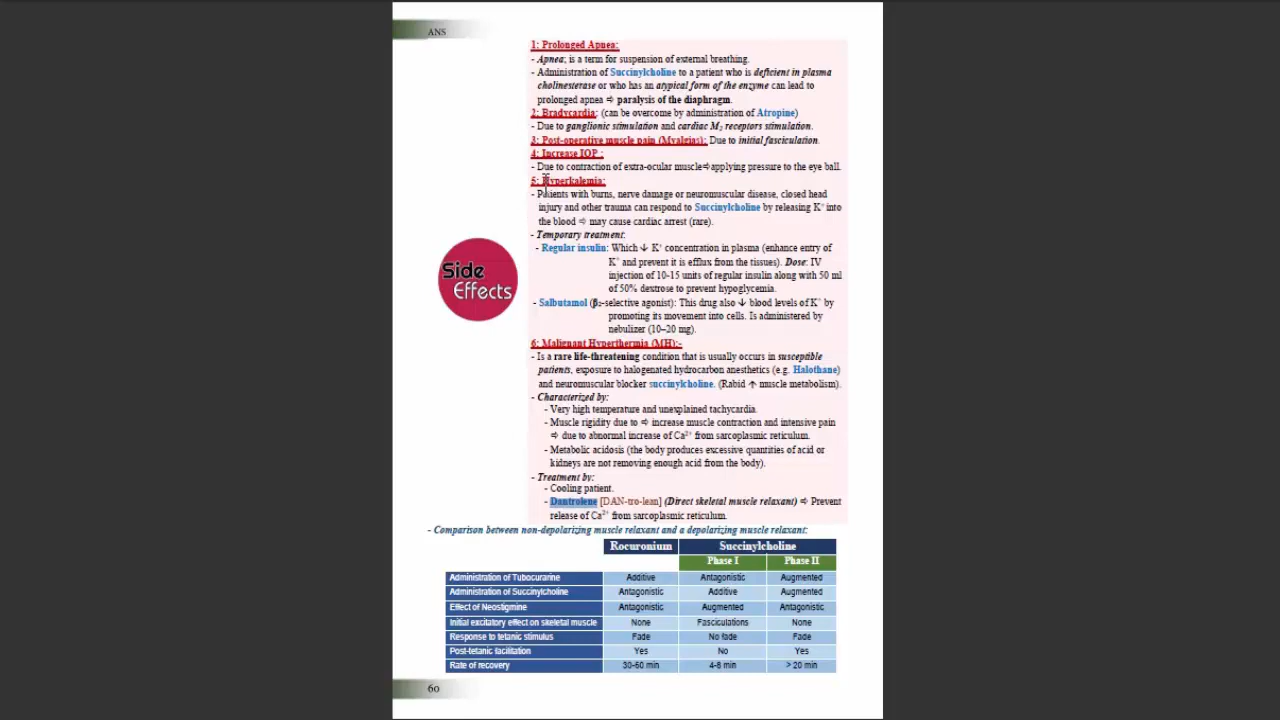 ANS
1: Prolonged Apnea:
- Apnea; is a term for suspension of external breathing.
- Administration of Succinylcholine to a patient who is deficient in plasma
cholinesterase or who has an atypical form of the enzyme can lead to
prolonged apnea ⇨ paralysis of the diaphragm.
2: Bradycardia: (can be overcome by administration of Atropine)
- Due to ganglionic stimulation and cardiac M₂ receptors stimulation.
3: Post-operative muscle pain (Myalgias): Due to initial fasciculation.
4: Increase IOP :
- Due to contraction of extra-ocular muscle⇨applying pressure to the eye ball.
5: Hyperkalemia:
- Patients with burns, nerve damage or neuromuscular disease, closed head
injury and other trauma can respond to Succinylcholine by releasing K⁺ into
the blood ⇨ may cause cardiac arrest (rare).
- Temporary treatment:
- Regular insulin: Which ↓ K⁺ concentration in plasma (enhance entry of
K⁺ and prevent it is efflux from the tissues). Dose: IV
injection of 10-15 units of regular insulin along with 50 ml
of 50% dextrose to prevent hypoglycemia.
- Salbutamol (β₂-selective agonist): This drug also ↓ blood levels of K⁺ by
promoting its movement into cells. Is administered by
nebulizer (10–20 mg).
Side
Effects
6: Malignant Hyperthermia (MH):-
- Is a rare life-threatening condition that is usually occurs in susceptible
patients, exposure to halogenated hydrocarbon anesthetics (e.g. Halothane)
and neuromuscular blocker succinylcholine. (Rabid ↑ muscle metabolism).
- Characterized by:
- Very high temperature and unexplained tachycardia.
- Muscle rigidity due to ⇨ increase muscle contraction and intensive pain
⇨ due to abnormal increase of Ca²⁺ from sarcoplasmic reticulum.
- Metabolic acidosis (the body produces excessive quantities of acid or
kidneys are not removing enough acid from the body).
- Treatment by:
- Cooling patient.
- Dantrolene [DAN-tro-lean] (Direct skeletal muscle relaxant) ⇨ Prevent
release of Ca²⁺ from sarcoplasmic reticulum.
- Comparison between non-depolarizing muscle relaxant and a depolarizing muscle relaxant:
Rocuronium Succinylcholine
Phase I Phase II
Administration of Tubocurarine Additive Antagonistic Augmented
Administration of Succinylcholine Antagonistic Additive Augmented
Effect of Neostigmine Antagonistic Augmented Antagonistic
Initial excitatory effect on skeletal muscle None Fasciculations None
Response to tetanic stimulus Fade No fade Fade
Post-tetanic facilitation Yes No Yes
Rate of recovery 30-60 min 4-8 min > 20 min
60